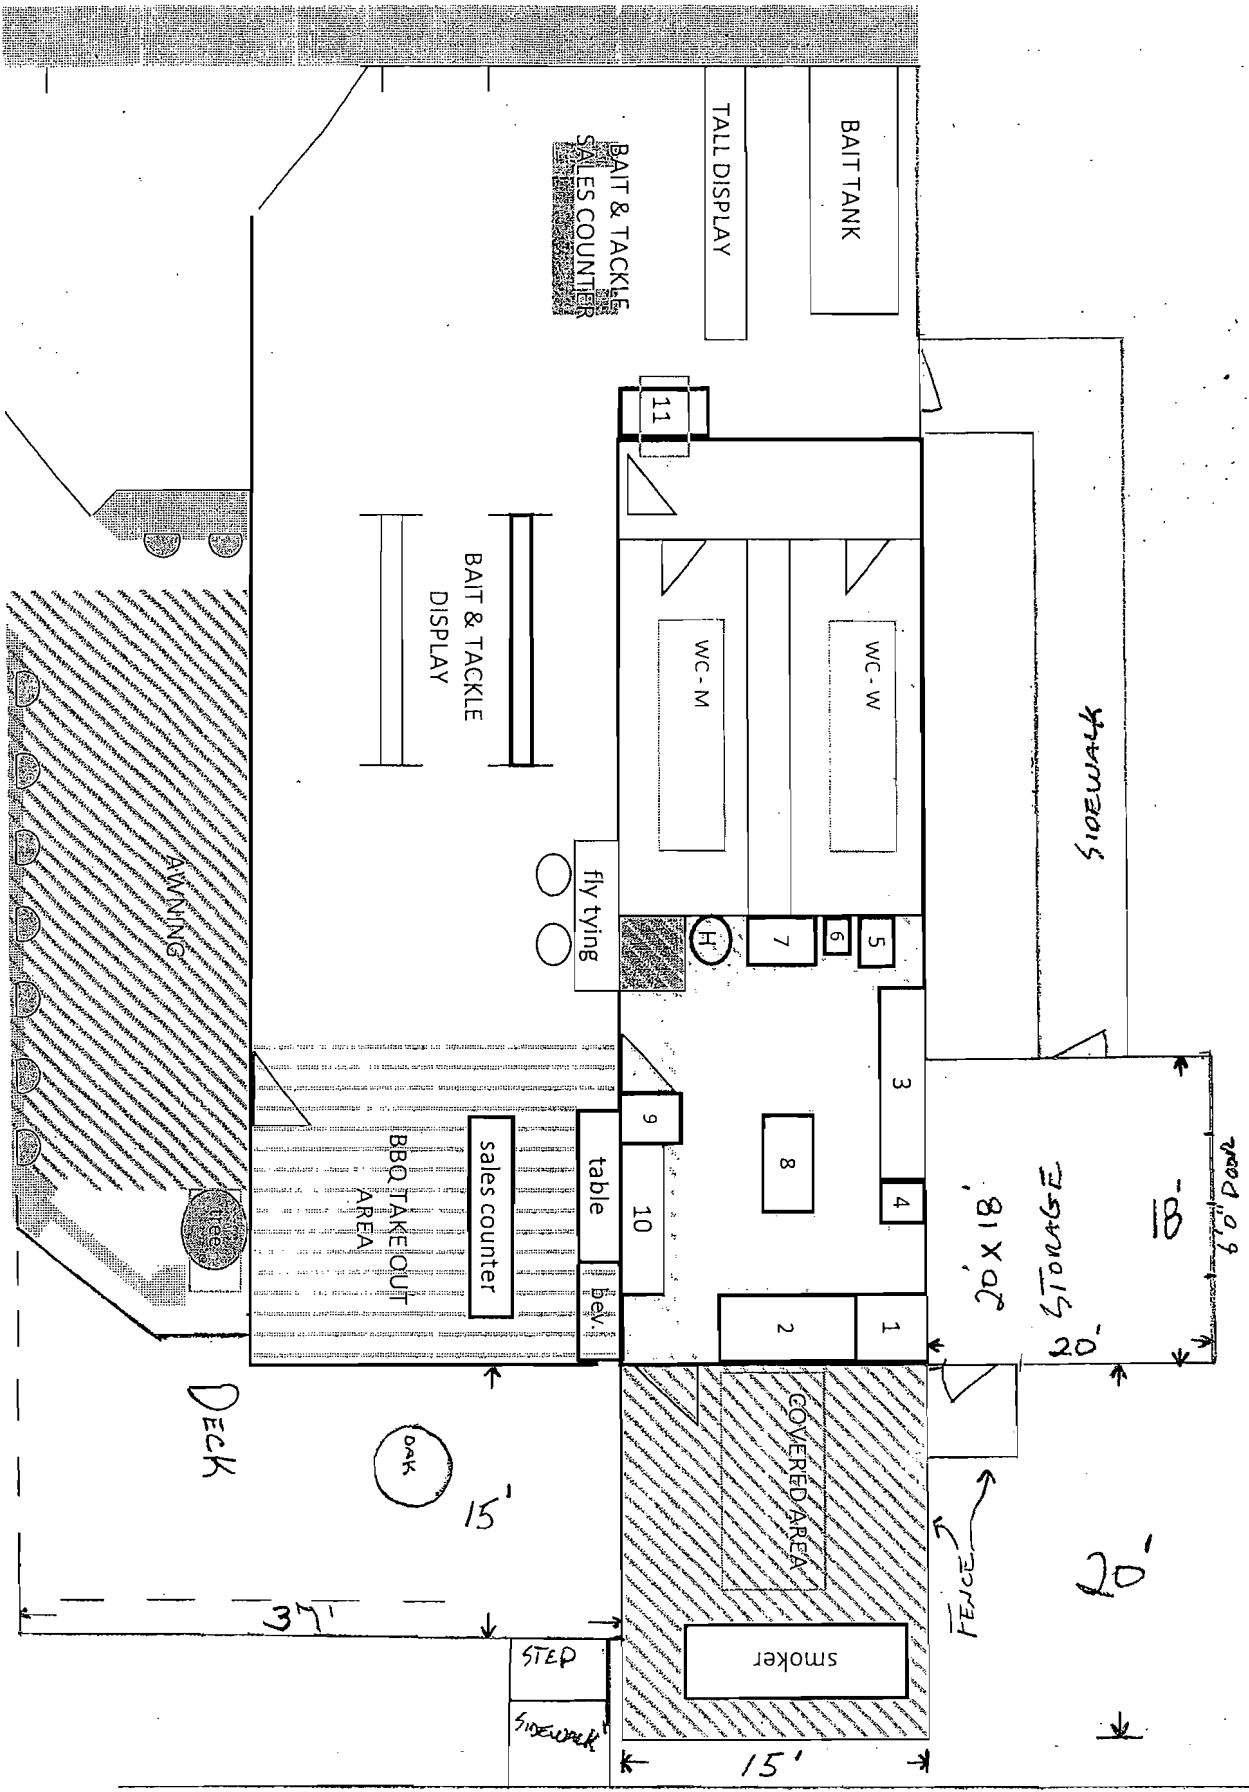 BAIT TANK
TALL DISPLAY
BAIT & TACKLE
SALES COUNTER
11
BAIT & TACKLE
DISPLAY
WC - W
WC - M
SIDEWALK
AWNING
fly tying
H
7
6
5
3
4
8
9
10
1
2
table
bev.
sales counter
BBQ TAKE OUT
AREA
tree
STORAGE
20' X 18'
18'
9'0" DOOR
20'
DECK
OAK
15'
37'
COVERED AREA
smoker
FENCE
20'
STEP
SIDEWALK
15'